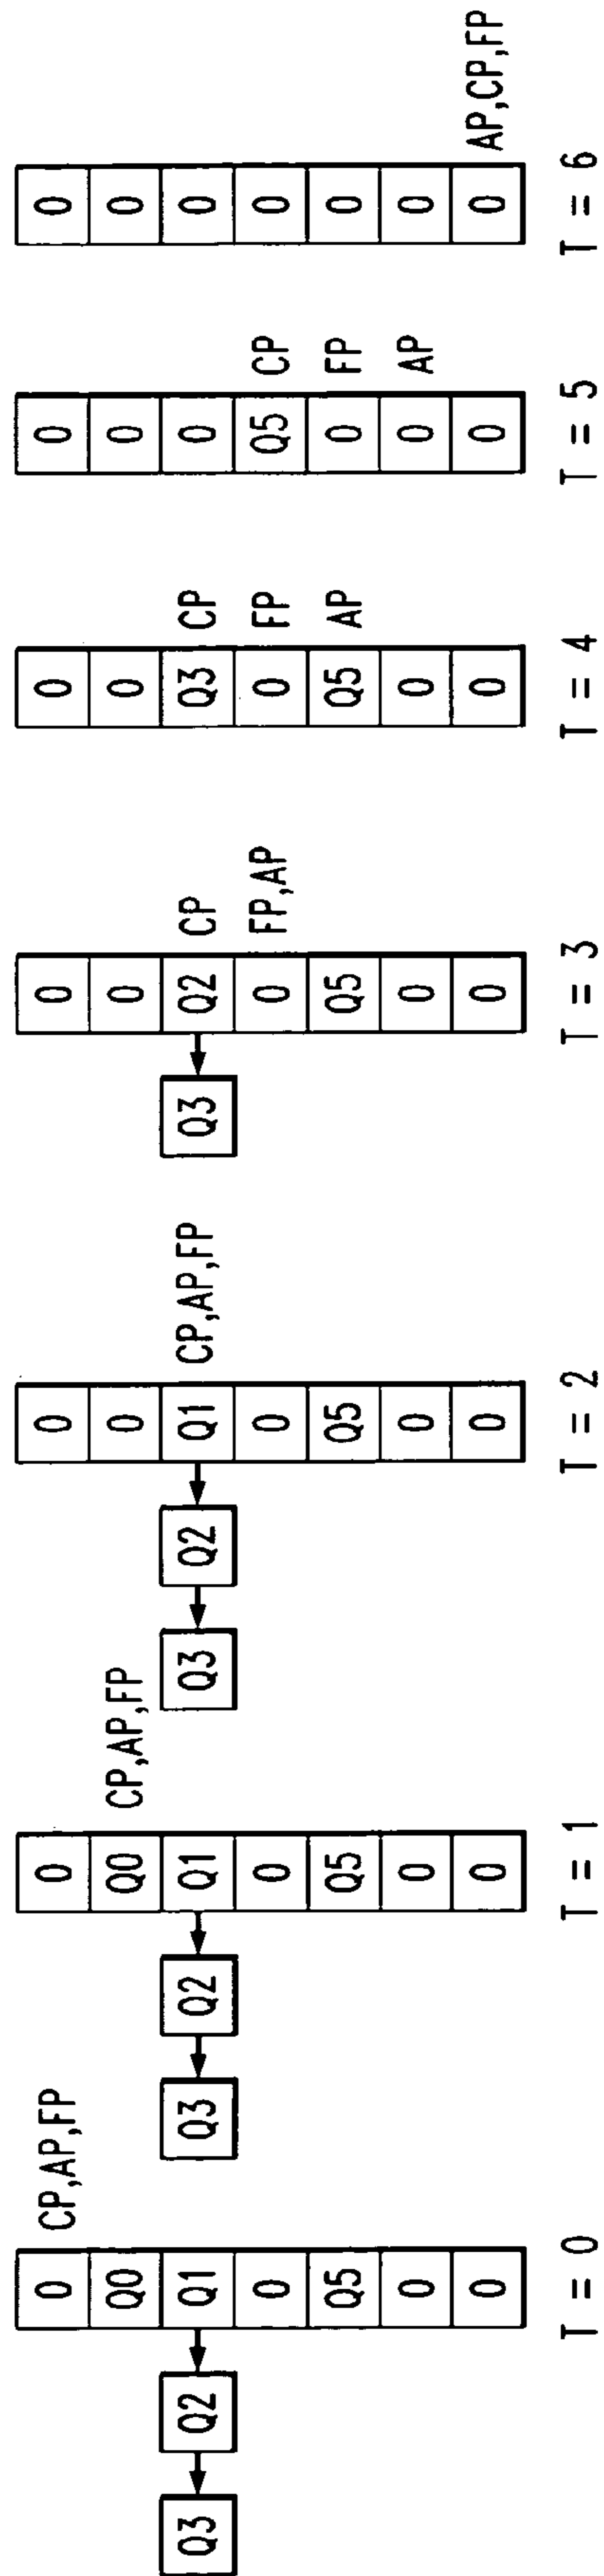 0 CP,AP,FP
Q0
Q3 Q2 Q1
0
Q5
0
0
T = 0
0
Q0 CP,AP,FP
Q3 Q2 Q1
0
Q5
0
0
T = 1
0
0
Q3 Q2 Q1 CP,AP,FP
0
Q5
0
0
T = 2
0
0
Q3 Q2 CP
0 FP,AP
Q5
0
0
T = 3
0
0
Q3 CP
0 FP
Q5 AP
0
0
T = 4
0
0
0
Q5 CP
0 FP
0 AP
0
T = 5
0
0
0
0
0
0
0 AP,CP,FP
T = 6